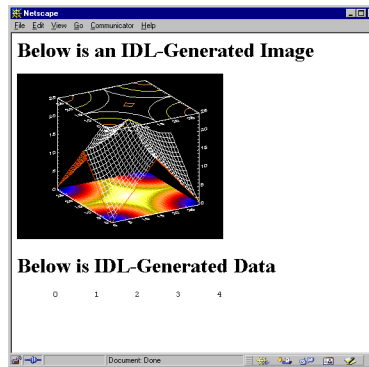 Netscape
File Edit View Go Communicator Help
Below is an IDL-Generated Image
Below is IDL-Generated Data
0 1 2 3 4
Document: Done